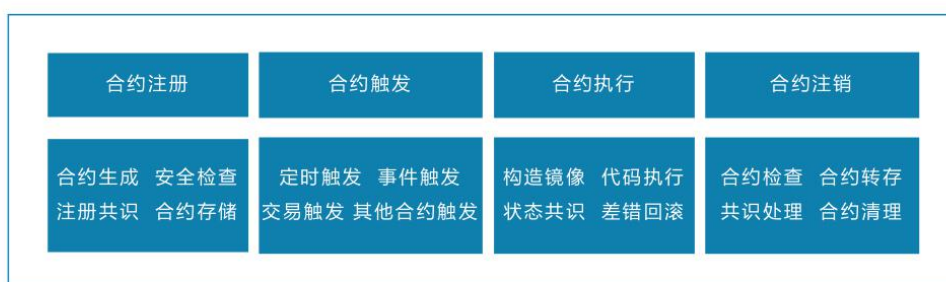 合约注册
合约触发
合约执行
合约注销
合约生成 安全检查
注册共识 合约存储
定时触发 事件触发
交易触发 其他合约触发
构造镜像 代码执行
状态共识 差错回滚
合约检查 合约转存
共识处理 合约清理